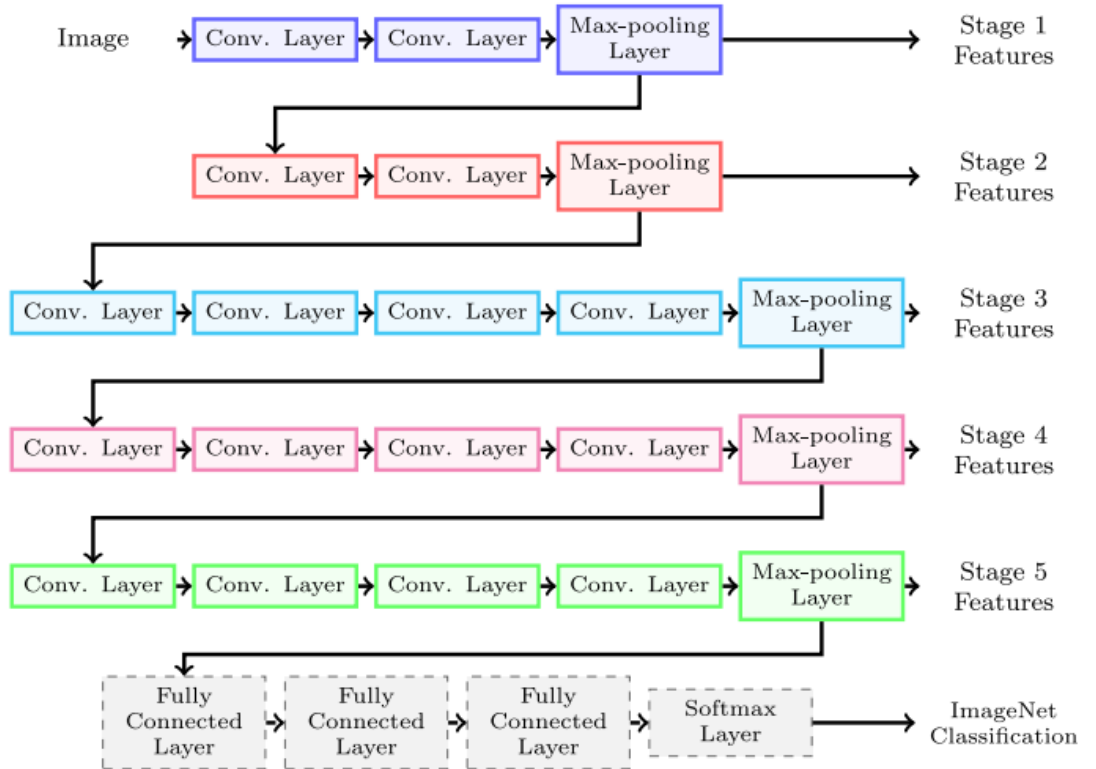 Image
Conv. Layer
Conv. Layer
Max-pooling
Layer
Stage 1
Features
Conv. Layer
Conv. Layer
Max-pooling
Layer
Stage 2
Features
Conv. Layer
Conv. Layer
Conv. Layer
Conv. Layer
Max-pooling
Layer
Stage 3
Features
Conv. Layer
Conv. Layer
Conv. Layer
Conv. Layer
Max-pooling
Layer
Stage 4
Features
Conv. Layer
Conv. Layer
Conv. Layer
Conv. Layer
Max-pooling
Layer
Stage 5
Features
Fully
Connected
Layer
Fully
Connected
Layer
Fully
Connected
Layer
Softmax
Layer
ImageNet
Classification